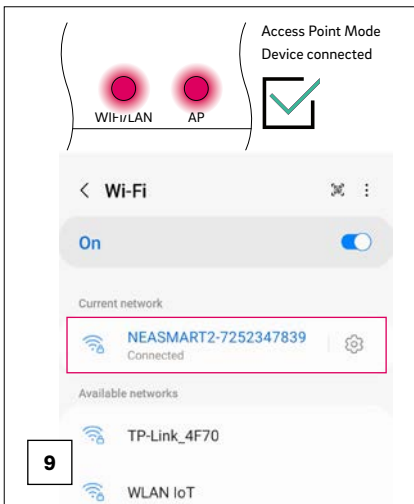 Access Point Mode
Device connected
WIFI/LAN AP
Wi-Fi
On
Current network
NEASMART2-7252347839
Connected
Available networks
TP-Link_4F70
9
WLAN IoT